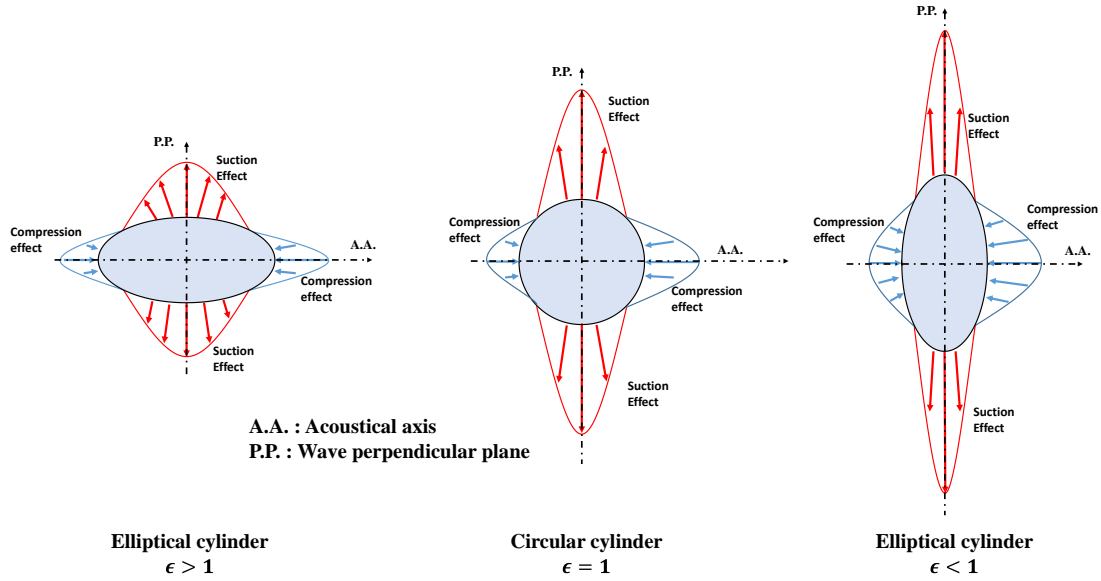 P.P.
Suction
Effect
Compression
effect
A.A.
Compression
effect
Suction
Effect
P.P.
Suction
Effect
Compression
effect
A.A.
Compression
effect
Suction
Effect
P.P.
Suction
Effect
Compression
effect
Compression
effect
A.A.
Suction
Effect
A.A. : Acoustical axis
P.P. : Wave perpendicular plane
Elliptical cylinder
ϵ > 1
Circular cylinder
ϵ = 1
Elliptical cylinder
ϵ < 1